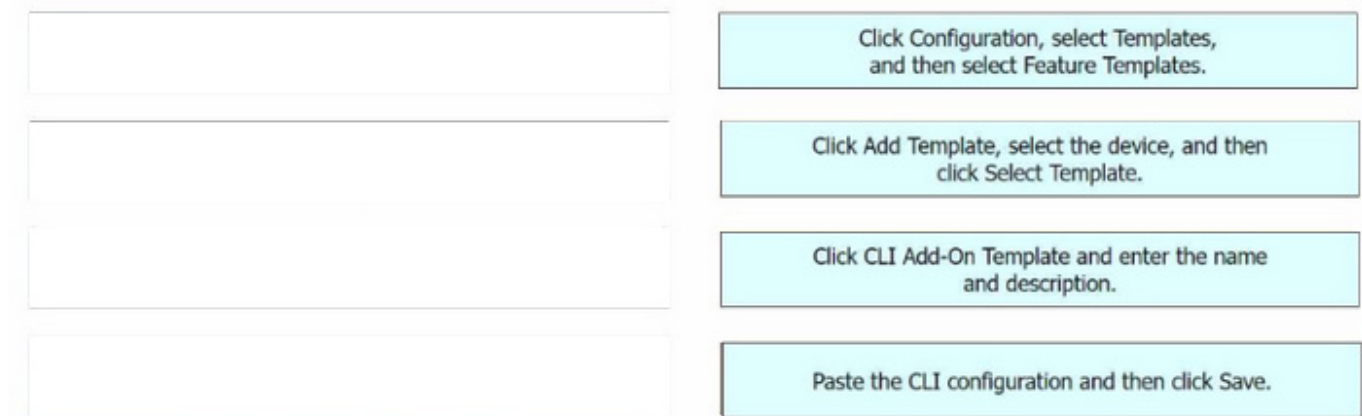 Click Configuration, select Templates,
and then select Feature Templates.
Click Add Template, select the device, and then
click Select Template.
Click CLI Add-On Template and enter the name
and description.
Paste the CLI configuration and then click Save.